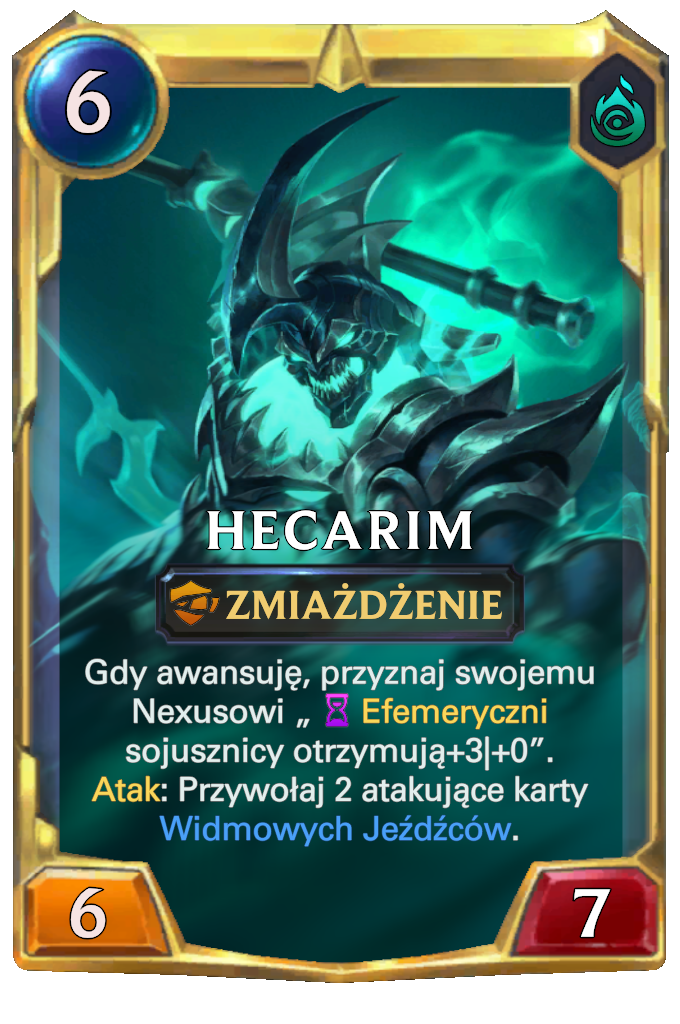 6
HECARIM
ZMIAŻDŻENIE
Gdy awansuję, przyznaj swojemu
Nexusowi „ Efemeryczni
sojusznicy otrzymują+3|+0”.
Atak: Przywołaj 2 atakujące karty
Widmowych Jeźdźców.
6
7